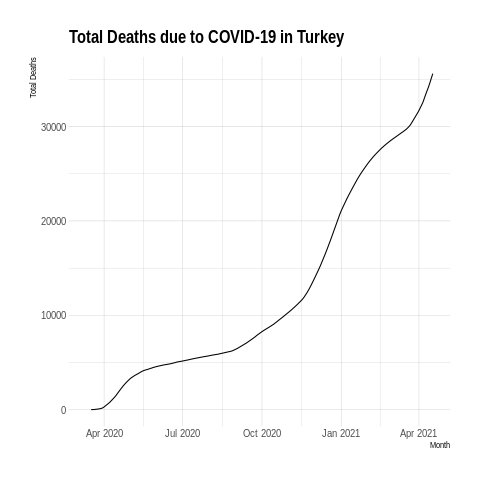 Total Deaths due to COVID-19 in Turkey
Total Deaths
30000
20000
10000
0
Apr 2020 Jul 2020 Oct 2020 Jan 2021 Apr 2021
Month